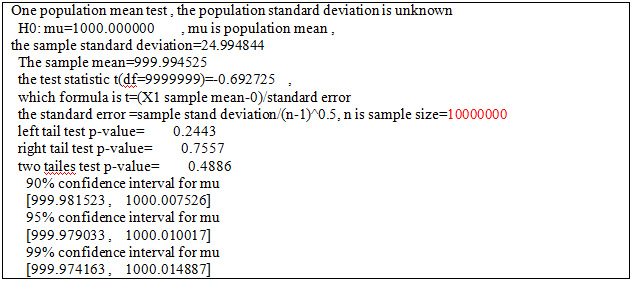 One population mean test , the population standard deviation is unknown
H0: mu=1000.000000 , mu is population mean ,
the sample standard deviation=24.994844
The sample mean=999.994525
the test statistic t(df=9999999)=-0.692725 ,
which formula is t=(X1 sample mean-0)/standard error
the standard error =sample stand deviation/(n-1)^0.5, n is sample size=10000000
left tail test p-value= 0.2443
right tail test p-value= 0.7557
two tailes test p-value= 0.4886
90% confidence interval for mu
[999.981523 , 1000.007526]
95% confidence interval for mu
[999.979033 , 1000.010017]
99% confidence interval for mu
[999.974163 , 1000.014887]